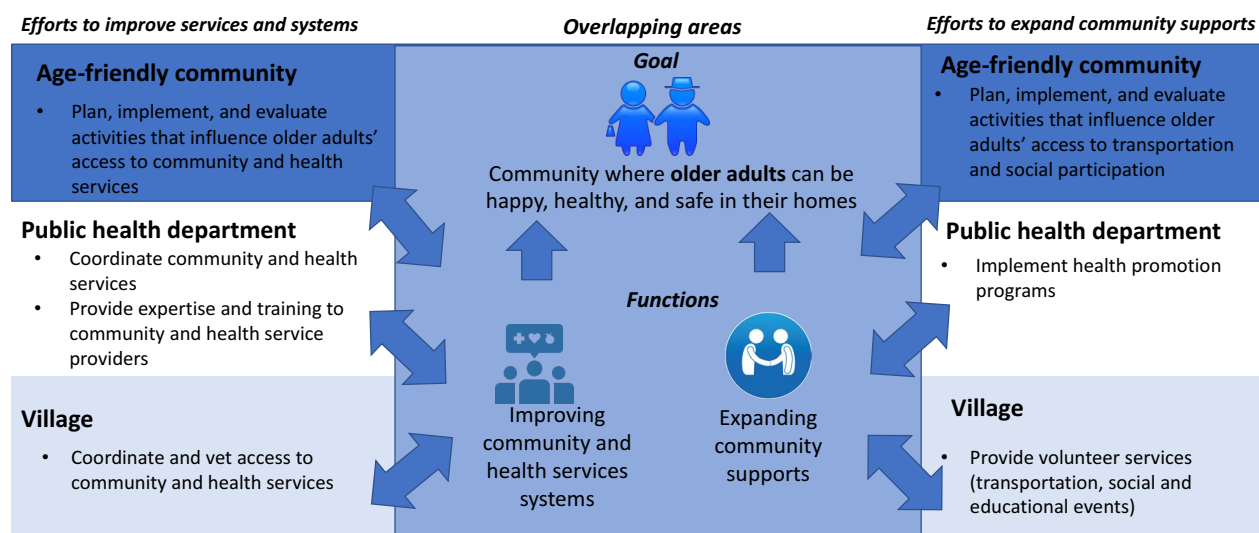 Efforts to improve services and systems
Age-friendly community
• Plan, implement, and evaluate
activities that influence older adults'
access to community and health
services
Public health department
• Coordinate community and health
services
• Provide expertise and training to
community and health service
providers
Village
• Coordinate and vet access to
community and health services
Overlapping areas
Goal
Community where older adults can be
happy, healthy, and safe in their homes
Functions
Improving
community and
health services
systems
Expanding
community
supports
Efforts to expand community supports
Age-friendly community
• Plan, implement, and evaluate
activities that influence older
adults' access to transportation
and social participation
Public health department
• Implement health promotion
programs
Village
• Provide volunteer services
(transportation, social and
educational events)